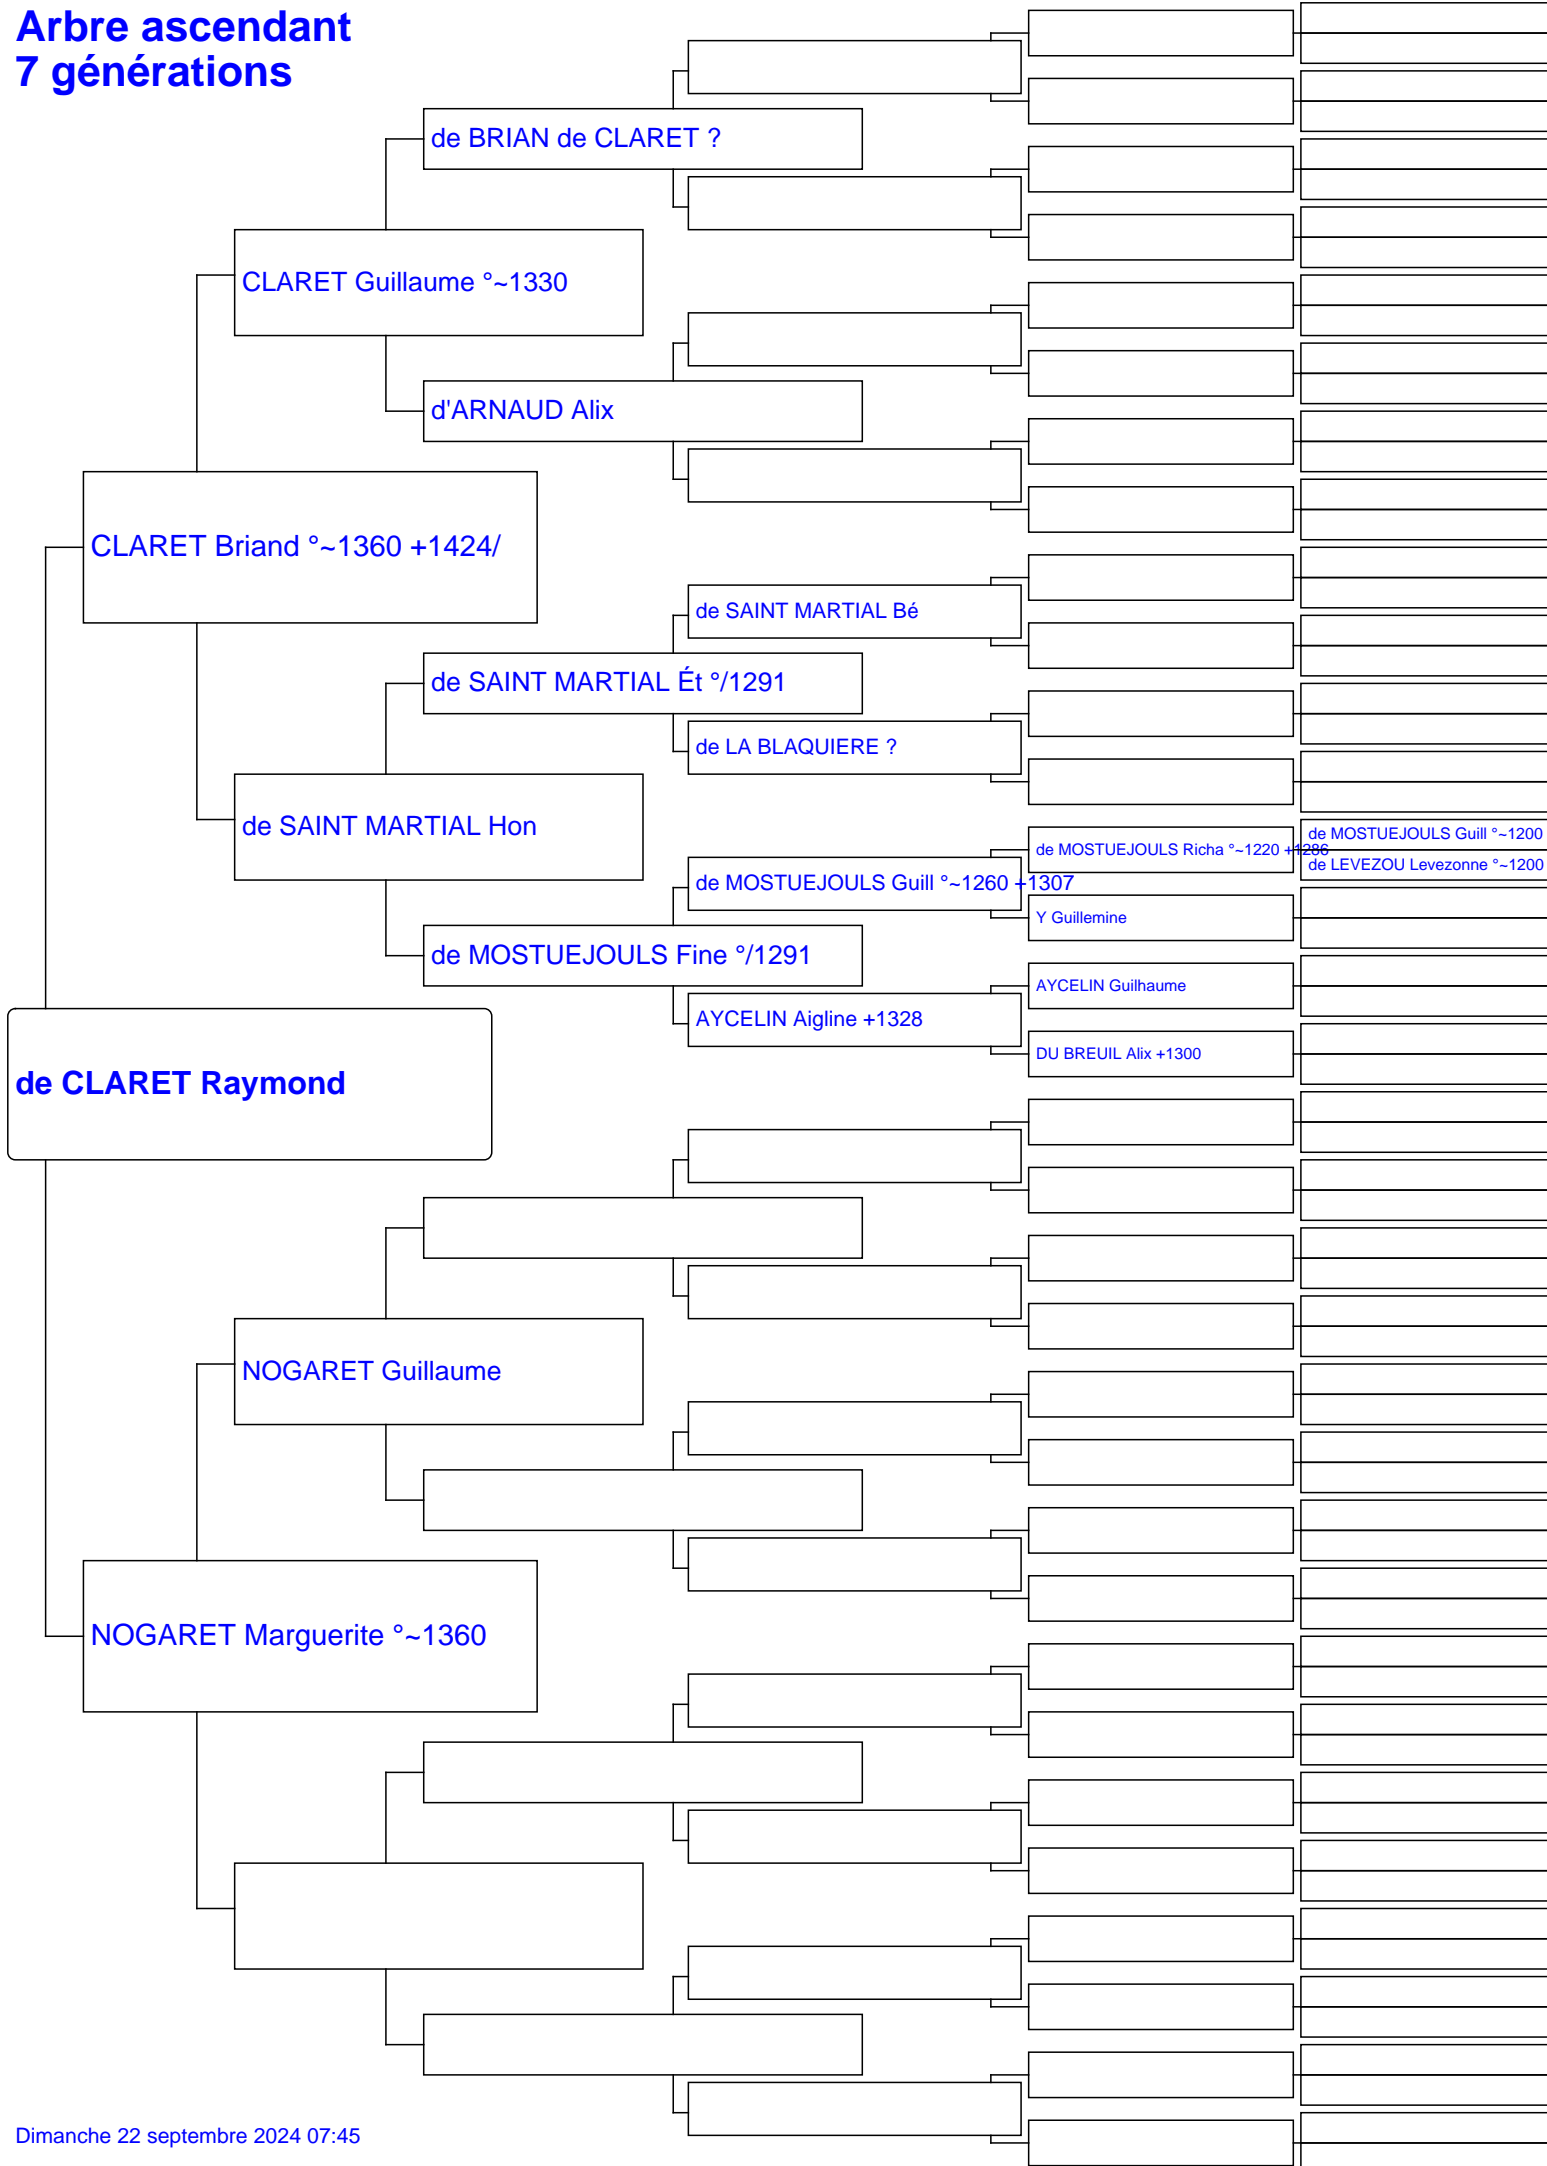 Arbre ascendant
7 générations
de BRIAN de CLARET ?
CLARET Guillaume °~1330
d'ARNAUD Alix
CLARET Briand °~1360 +1424/
de SAINT MARTIAL Bé
de SAINT MARTIAL Ét °/1291
de LA BLAQUIERE ?
de SAINT MARTIAL Hon
de MOSTUEJOULS Guill °~1200
de MOSTUEJOULS Richa °~1220 +1286
de LEVEZOU Levezonne °~1200
de MOSTUEJOULS Guill °~1260 +1307
Y Guillemine
de MOSTUEJOULS Fine °/1291
AYCELIN Guilhaume
AYCELIN Aigline +1328
DU BREUIL Alix +1300
de CLARET Raymond
NOGARET Guillaume
NOGARET Marguerite °~1360
Dimanche 22 septembre 2024 07:45